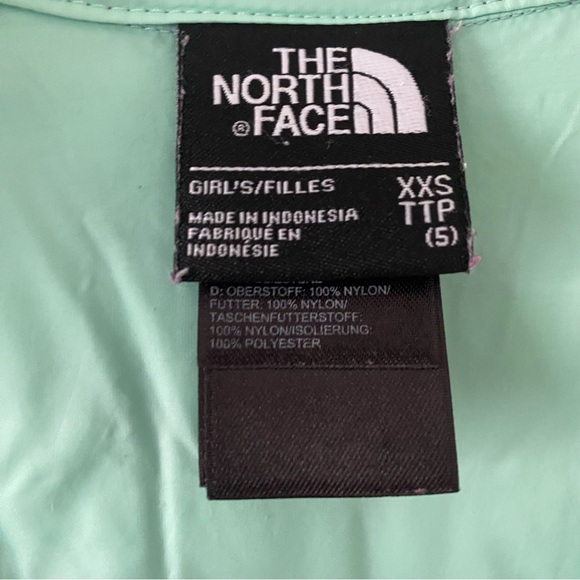 THE
NORTH
® FACE
GIRL'S/FILLES
XXS
TTP
(5)
MADE IN INDONESIA
FABRIQUÉ EN
INDONÉSIE
D: OBERSTOFF: 100% NYLON/
FUTTER: 100% NYLON/
TASCHENFUTTERSTOFF:
100% NYLON/ISOLIERUNG:
100% POLYESTER